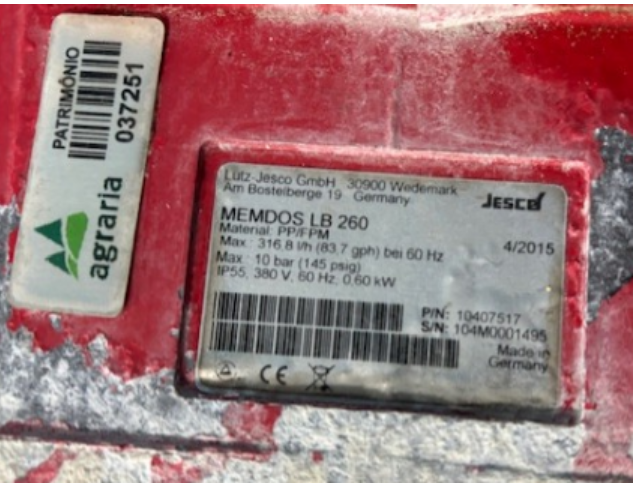 PATRIMÔNIO
037251
agraria
Lutz-Jesco GmbH 30900 Wedemark
Am Bostelberge 19 Germany
JESCO
MEMDOS LB 260
Material: PP/FPM
4/2015
Max.: 316.8 l/h (83.7 gph) bei 60 Hz
Max.: 10 bar (145 psig)
IP55, 380 V, 60 Hz, 0,60 kW
P/N: 10407517
S/N: 104M0001495
Made in
Germany
CE